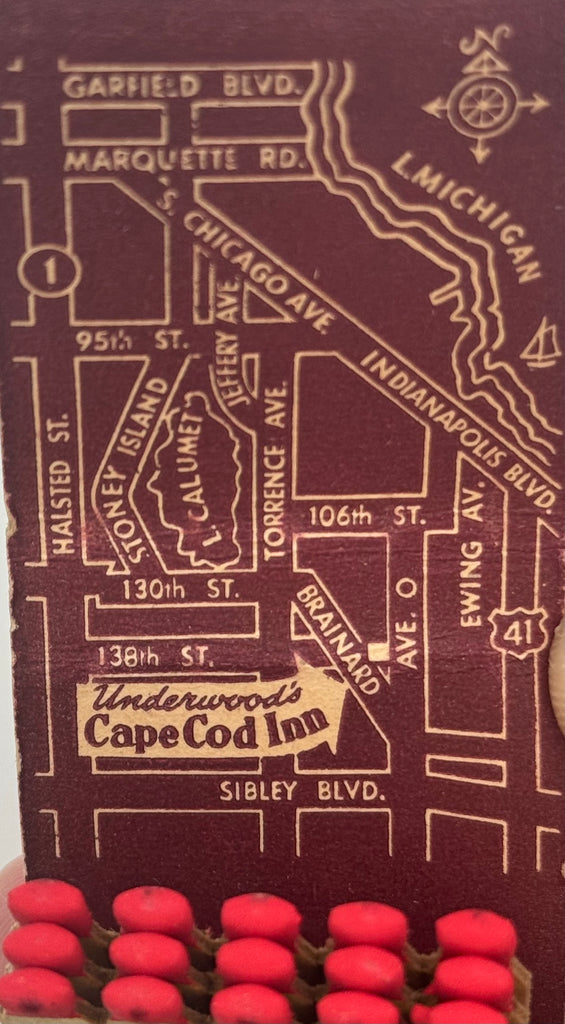 N
GARFIELD BLVD.
MARQUETTE RD.
L. MICHIGAN
S. CHICAGO AVE.
1
JEFFERY AVE.
95th ST.
INDIANAPOLIS BLVD.
HALSTED ST.
STONEY ISLAND
L. CALUMET
TORRENCE AVE.
106th ST.
EWING AV.
130th ST.
BRAINARD
AVE. O
41
138th ST.
Underwood's
Cape Cod Inn
SIBLEY BLVD.